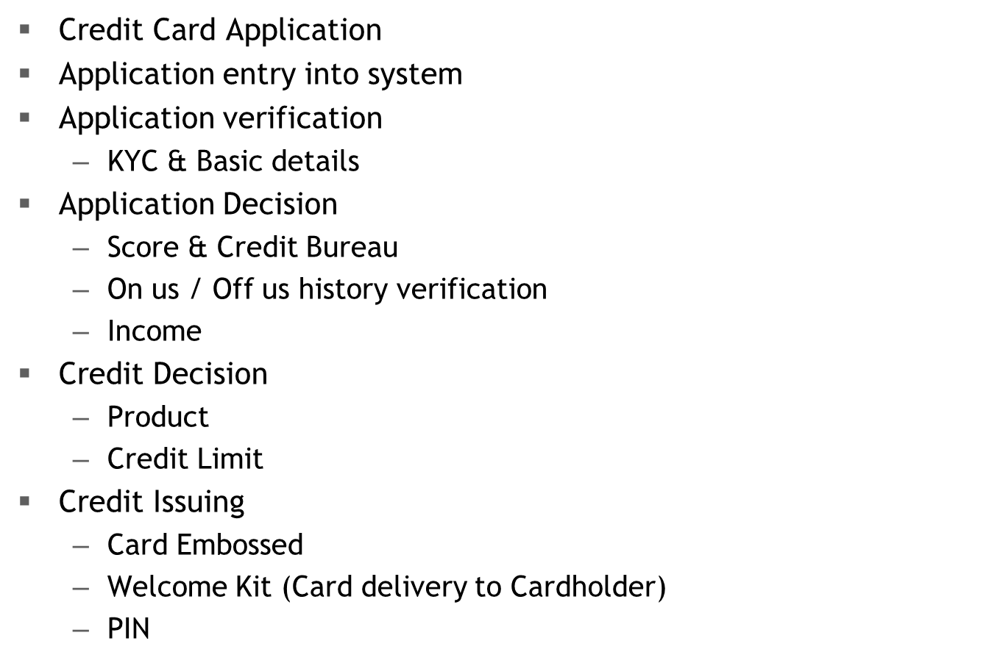 ▪ Credit Card Application
▪ Application entry into system
▪ Application verification
– KYC & Basic details
▪ Application Decision
– Score & Credit Bureau
– On us / Off us history verification
– Income
▪ Credit Decision
– Product
– Credit Limit
▪ Credit Issuing
– Card Embossed
– Welcome Kit (Card delivery to Cardholder)
– PIN